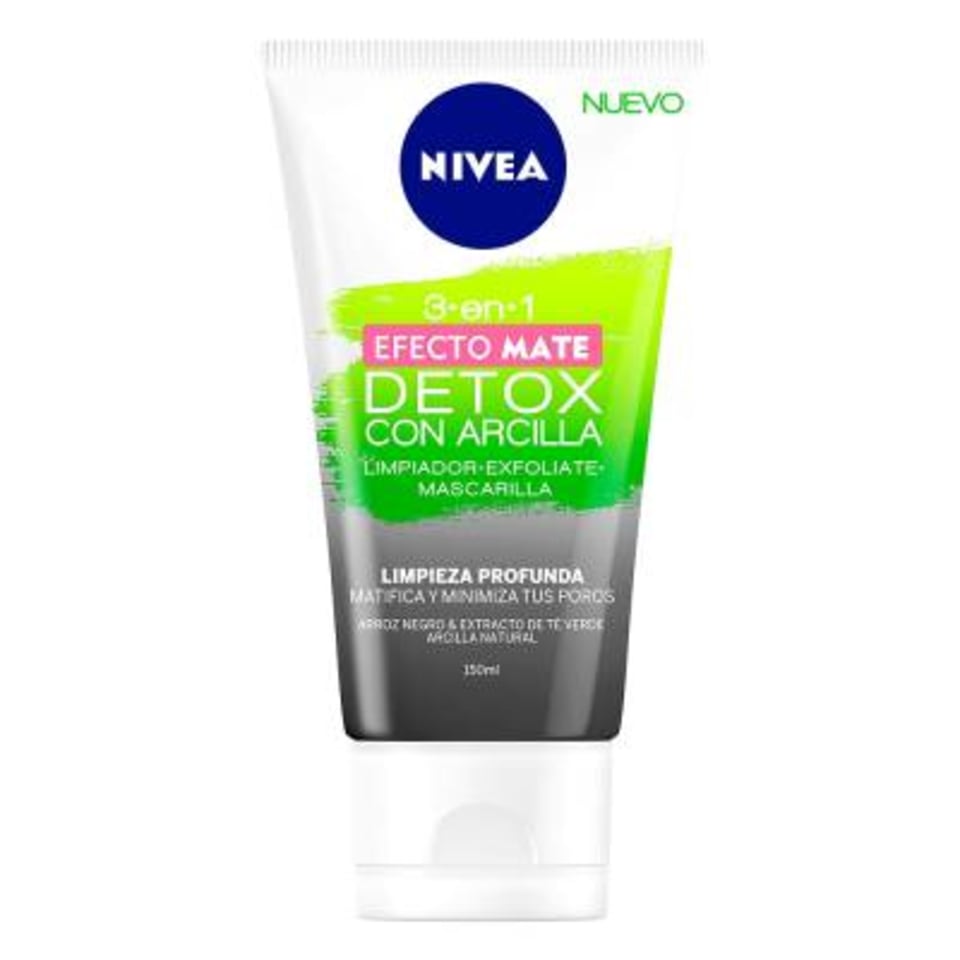 NUEVO
NIVEA
3·en·1
EFECTO MATE
DETOX
CON ARCILLA
LIMPIADOR·EXFOLIATE·
MASCARILLA
LIMPIEZA PROFUNDA
MATIFICA Y MINIMIZA TUS POROS
ARROZ NEGRO & EXTRACTO DE TÉ VERDE
ARCILLA NATURAL
150ml